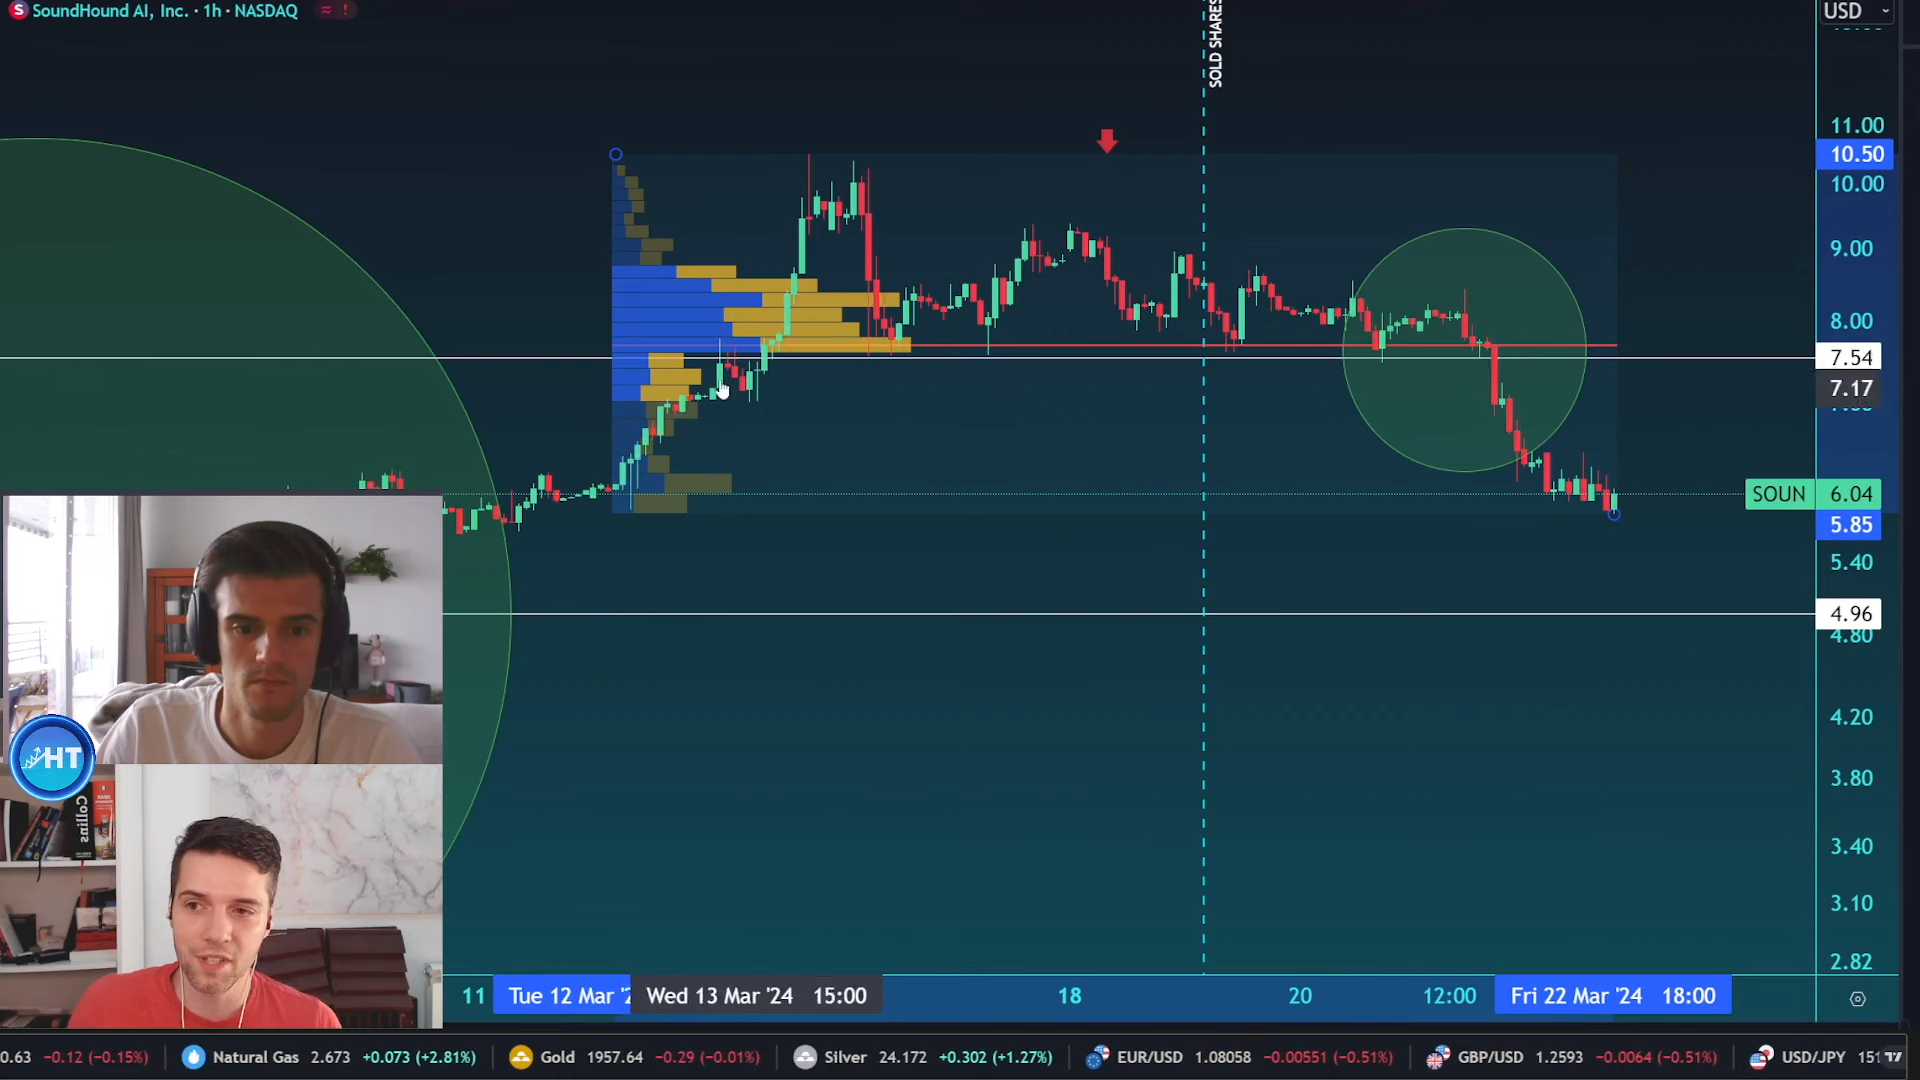 SoundHound AI, Inc. · 1h · NASDAQ
USD
SOLD SHARES
11.00
10.50
10.00
9.00
8.00
7.54
7.17
SOUN 6.04
5.85
5.40
4.96
4.80
4.20
3.80
3.40
3.10
2.82
HT
Collins
11 Tue 12 Mar '2 Wed 13 Mar '24 15:00 18 20 12:00 Fri 22 Mar '24 18:00
0.63 −0.12 (−0.15%) Natural Gas 2.673 +0.073 (+2.81%) Gold 1957.64 −0.29 (−0.01%) Silver 24.172 +0.302 (+1.27%) EUR/USD 1.08058 −0.00551 (−0.51%) GBP/USD 1.2593 −0.0064 (−0.51%) USD/JPY 151